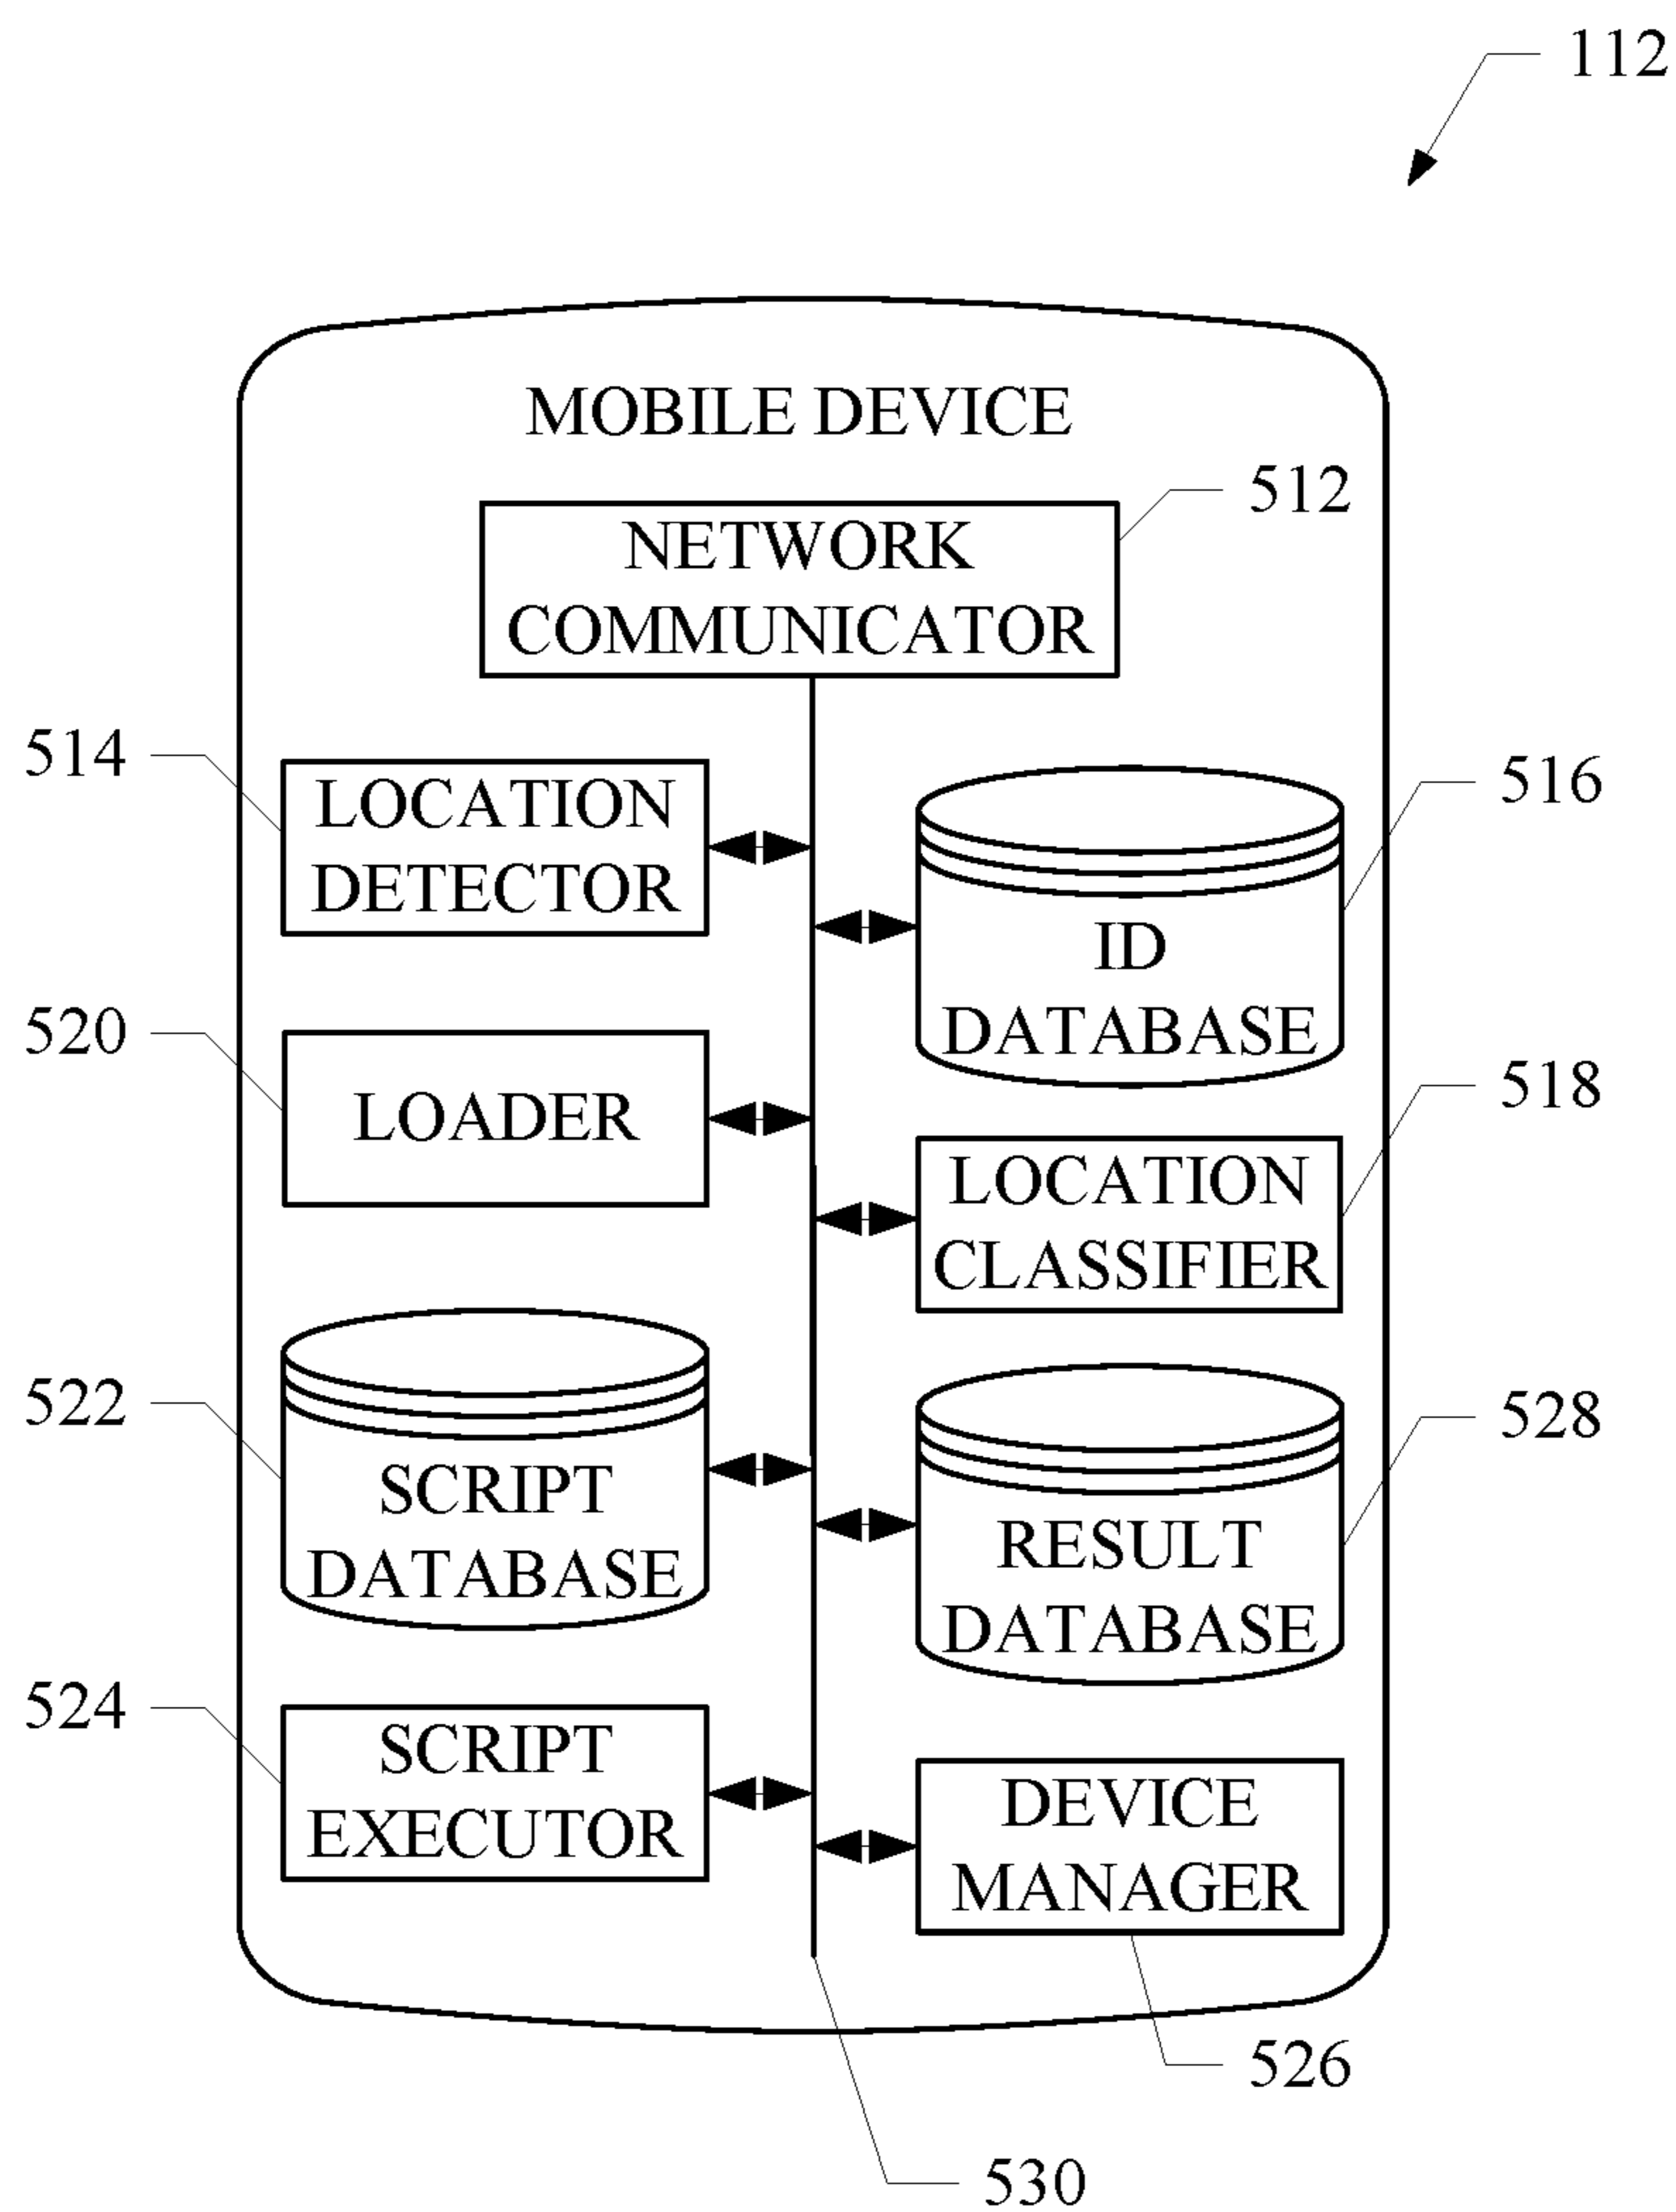 112
MOBILE DEVICE
512
NETWORK
COMMUNICATOR
514
LOCATION
DETECTOR
516
ID
DATABASE
520
LOADER
518
LOCATION
CLASSIFIER
522
SCRIPT
DATABASE
528
RESULT
DATABASE
524
SCRIPT
EXECUTOR
DEVICE
MANAGER
526
530